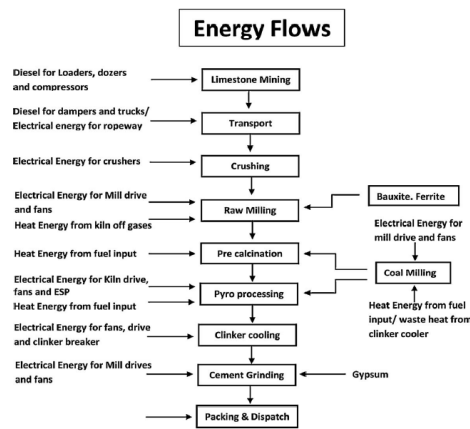 Energy Flows
Diesel for Loaders, dozers
and compressors
Limestone Mining
Diesel for dampers and trucks/
Electrical energy for ropeway
Transport
Electrical Energy for crushers
Crushing
Electrical Energy for Mill drive
and fans
Heat Energy from kiln off gases
Raw Milling
Bauxite. Ferrite
Electrical Energy for
mill drive and fans
Heat Energy from fuel input
Pre calcination
Coal Milling
Electrical Energy for Kiln drive,
fans and ESP
Heat Energy from fuel input
Pyro processing
Heat Energy from fuel
input/ waste heat from
clinker cooler
Electrical Energy for fans, drive
and clinker breaker
Clinker cooling
Electrical Energy for Mill drives
and fans
Cement Grinding
Gypsum
Packing & Dispatch